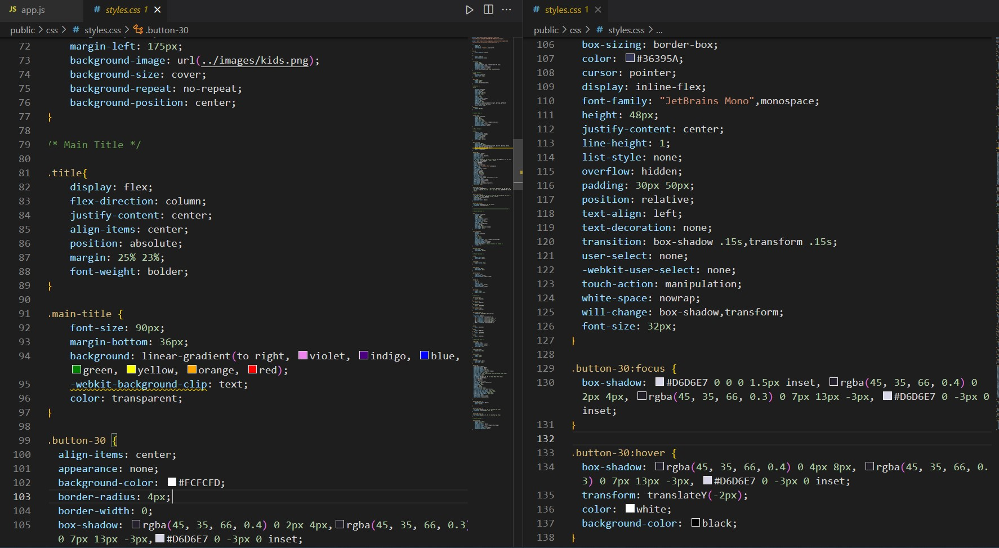 JS app.js
# styles.css 1
public > css > # styles.css > .button-30
72 margin-left: 175px;
73 background-image: url(../images/kids.png);
74 background-size: cover;
75 background-repeat: no-repeat;
76 background-position: center;
77 }
78
79 /* Main Title */
80
81 .title{
82 display: flex;
83 flex-direction: column;
84 justify-content: center;
85 align-items: center;
86 position: absolute;
87 margin: 25% 23%;
88 font-weight: bolder;
89 }
90
91 .main-title {
92 font-size: 90px;
93 margin-bottom: 36px;
94 background: linear-gradient(to right, violet, indigo, blue,
green, yellow, orange, red);
95 -webkit-background-clip: text;
96 color: transparent;
97 }
98
99 .button-30 {
100 align-items: center;
101 appearance: none;
102 background-color: #FCFCFD;
103 border-radius: 4px;
104 border-width: 0;
105 box-shadow: rgba(45, 35, 66, 0.4) 0 2px 4px,rgba(45, 35, 66, 0.3)
0 7px 13px -3px,#D6D6E7 0 -3px 0 inset;
# styles.css 1
public > css > # styles.css > ...
106 box-sizing: border-box;
107 color: #36395A;
108 cursor: pointer;
109 display: inline-flex;
110 font-family: "JetBrains Mono",monospace;
111 height: 48px;
112 justify-content: center;
113 line-height: 1;
114 list-style: none;
115 overflow: hidden;
116 padding: 30px 50px;
117 position: relative;
118 text-align: left;
119 text-decoration: none;
120 transition: box-shadow .15s,transform .15s;
121 user-select: none;
122 -webkit-user-select: none;
123 touch-action: manipulation;
124 white-space: nowrap;
125 will-change: box-shadow,transform;
126 font-size: 32px;
127 }
128
129 .button-30:focus {
130 box-shadow: #D6D6E7 0 0 0 1.5px inset, rgba(45, 35, 66, 0.4) 0
2px 4px, rgba(45, 35, 66, 0.3) 0 7px 13px -3px, #D6D6E7 0 -3px 0
inset;
131 }
132
133 .button-30:hover {
134 box-shadow: rgba(45, 35, 66, 0.4) 0 4px 8px, rgba(45, 35, 66, 0.
3) 0 7px 13px -3px, #D6D6E7 0 -3px 0 inset;
135 transform: translateY(-2px);
136 color: white;
137 background-color: black;
138 }